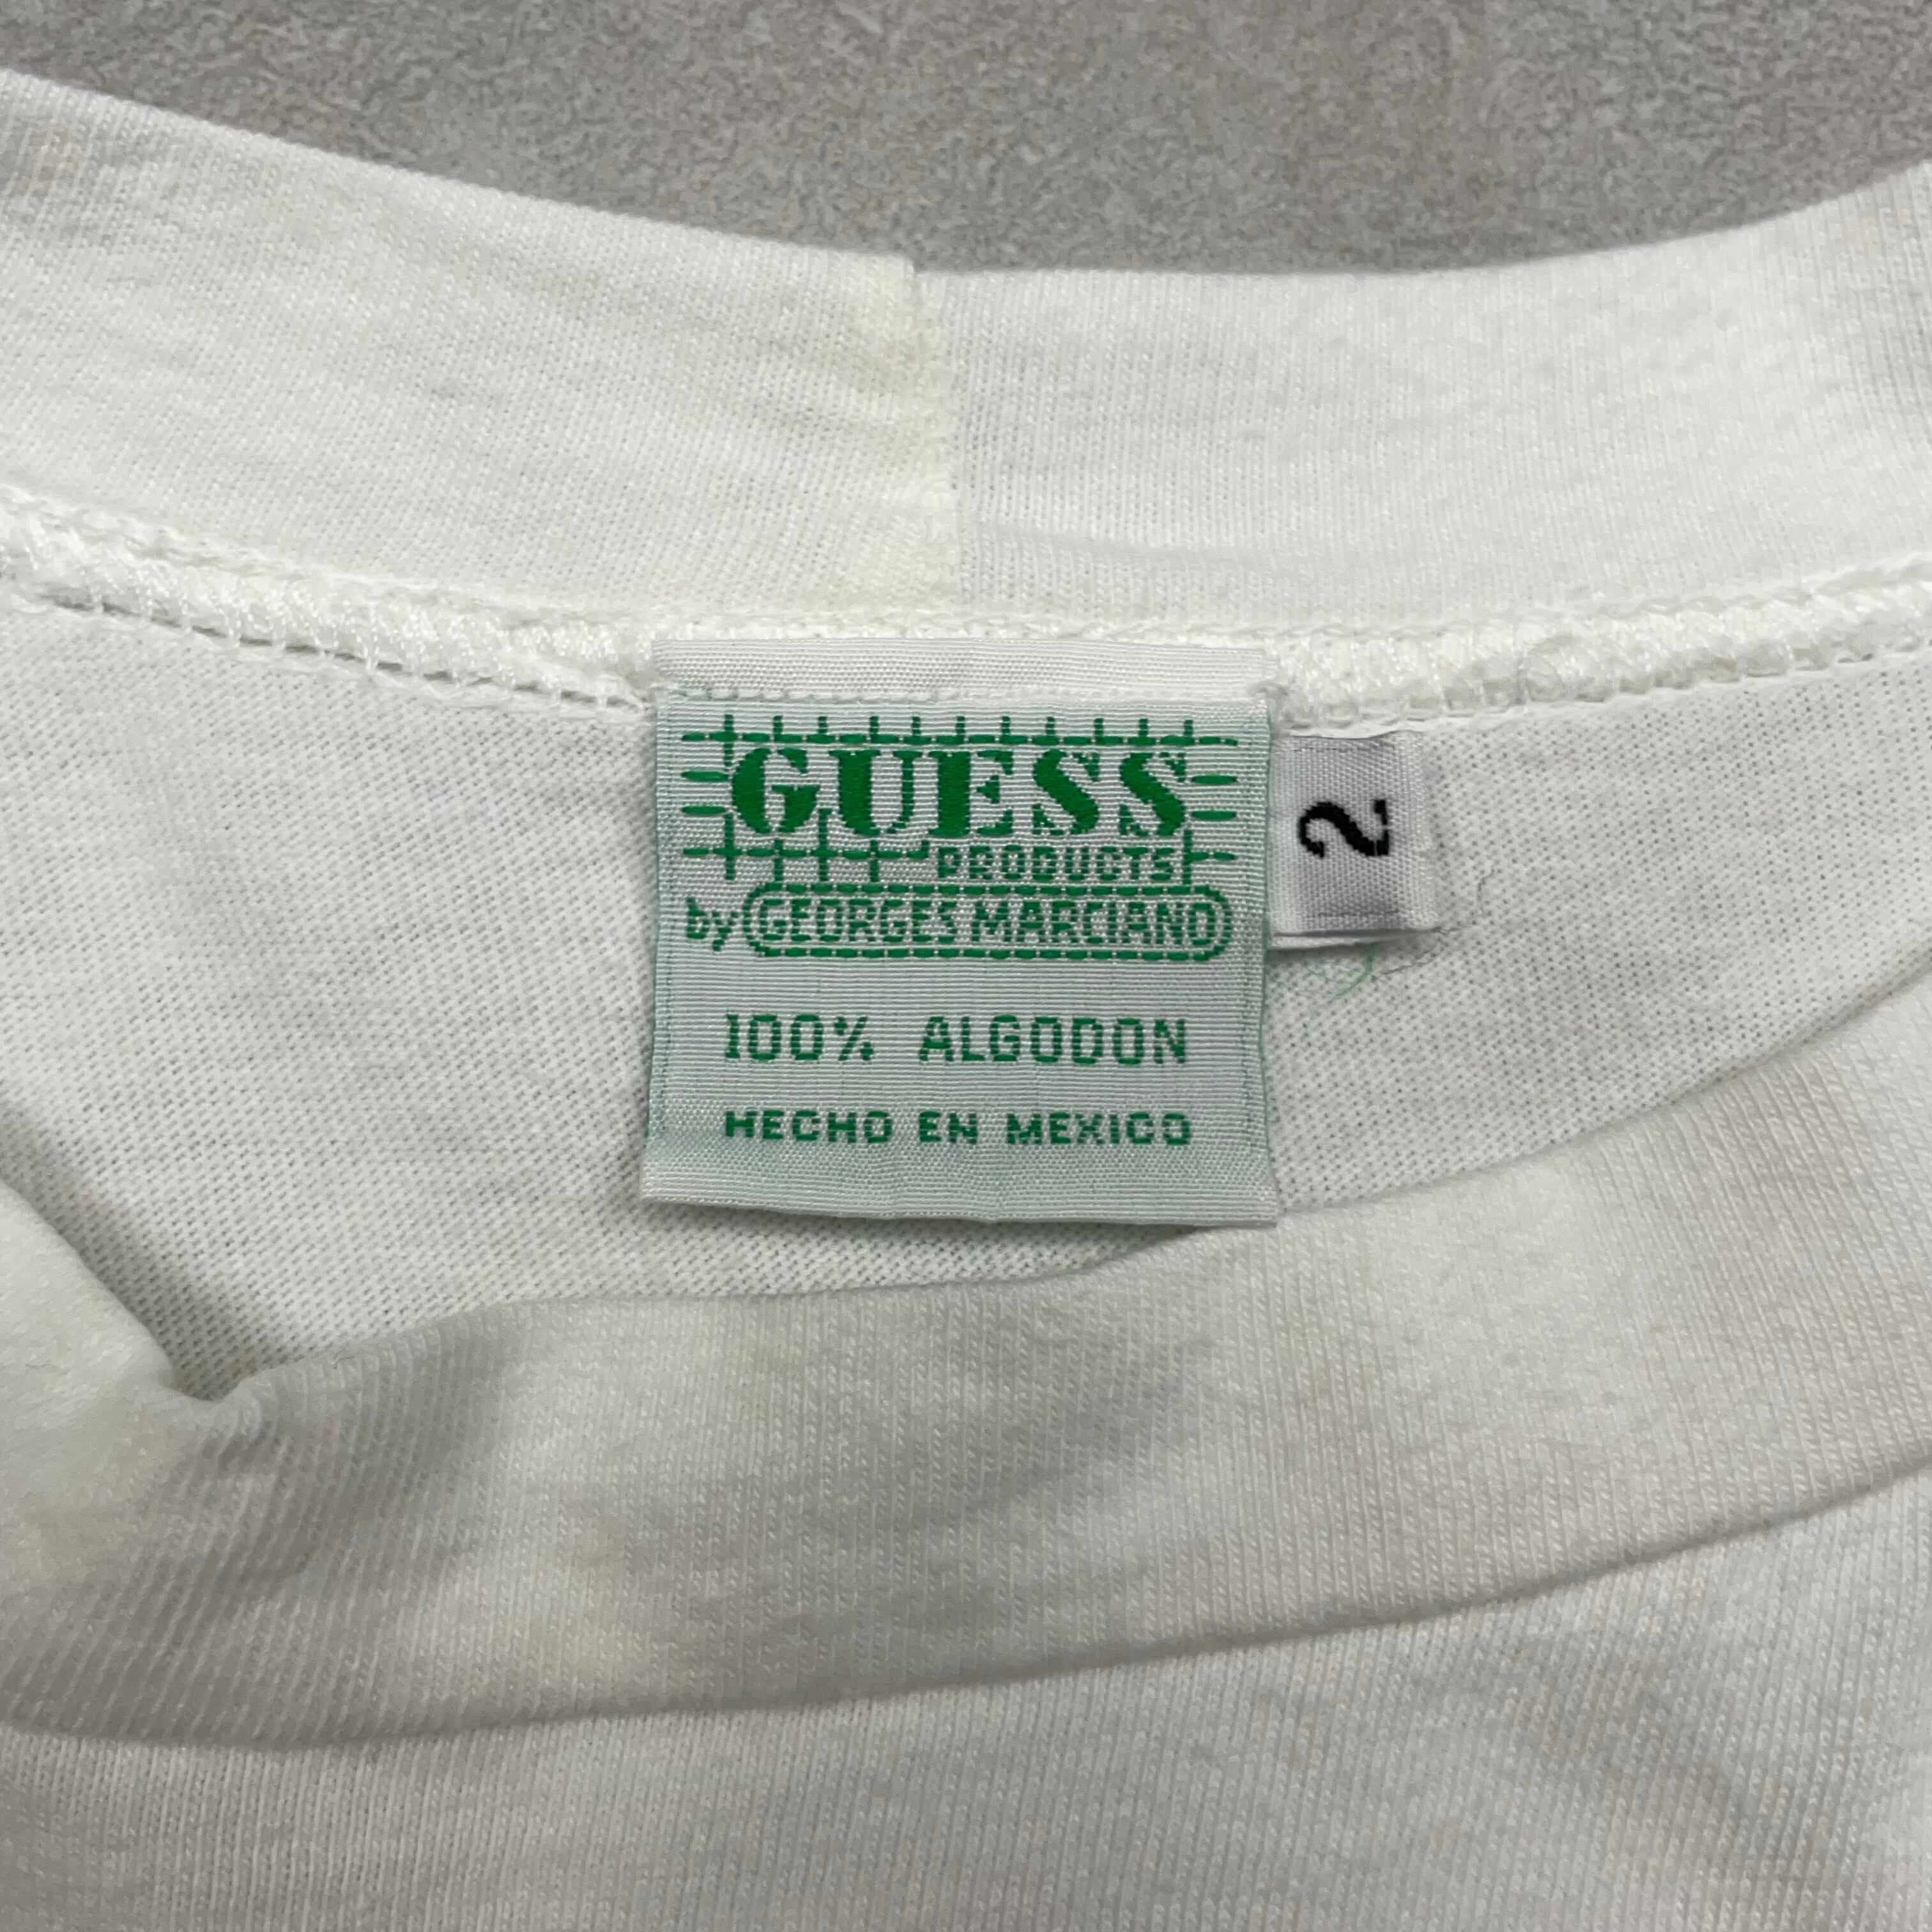 GUESS
PRODUCTS
by GEORGES MARCIANO
100% ALGODON
HECHO EN MEXICO
2